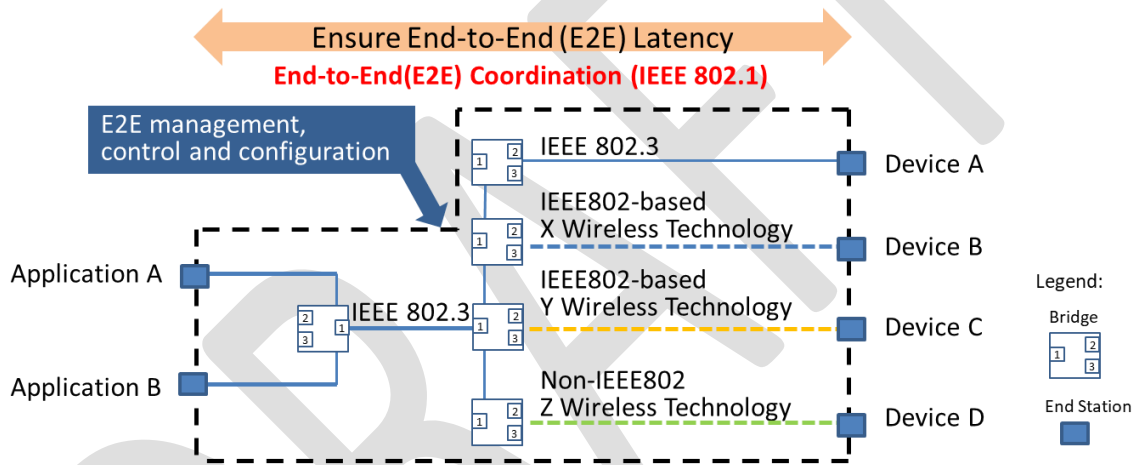 Ensure End-to-End (E2E) Latency
End-to-End(E2E) Coordination (IEEE 802.1)
E2E management,
control and configuration
IEEE 802.3
1
2
3
Device A
IEEE802-based
X Wireless Technology
1
2
3
Device B
Application A
IEEE802-based
Y Wireless Technology
2
3
1
IEEE 802.3
1
2
3
Device C
Application B
Non-IEEE802
Z Wireless Technology
1
2
3
Device D
Legend:
Bridge
1
2
3
End Station
DRAFT